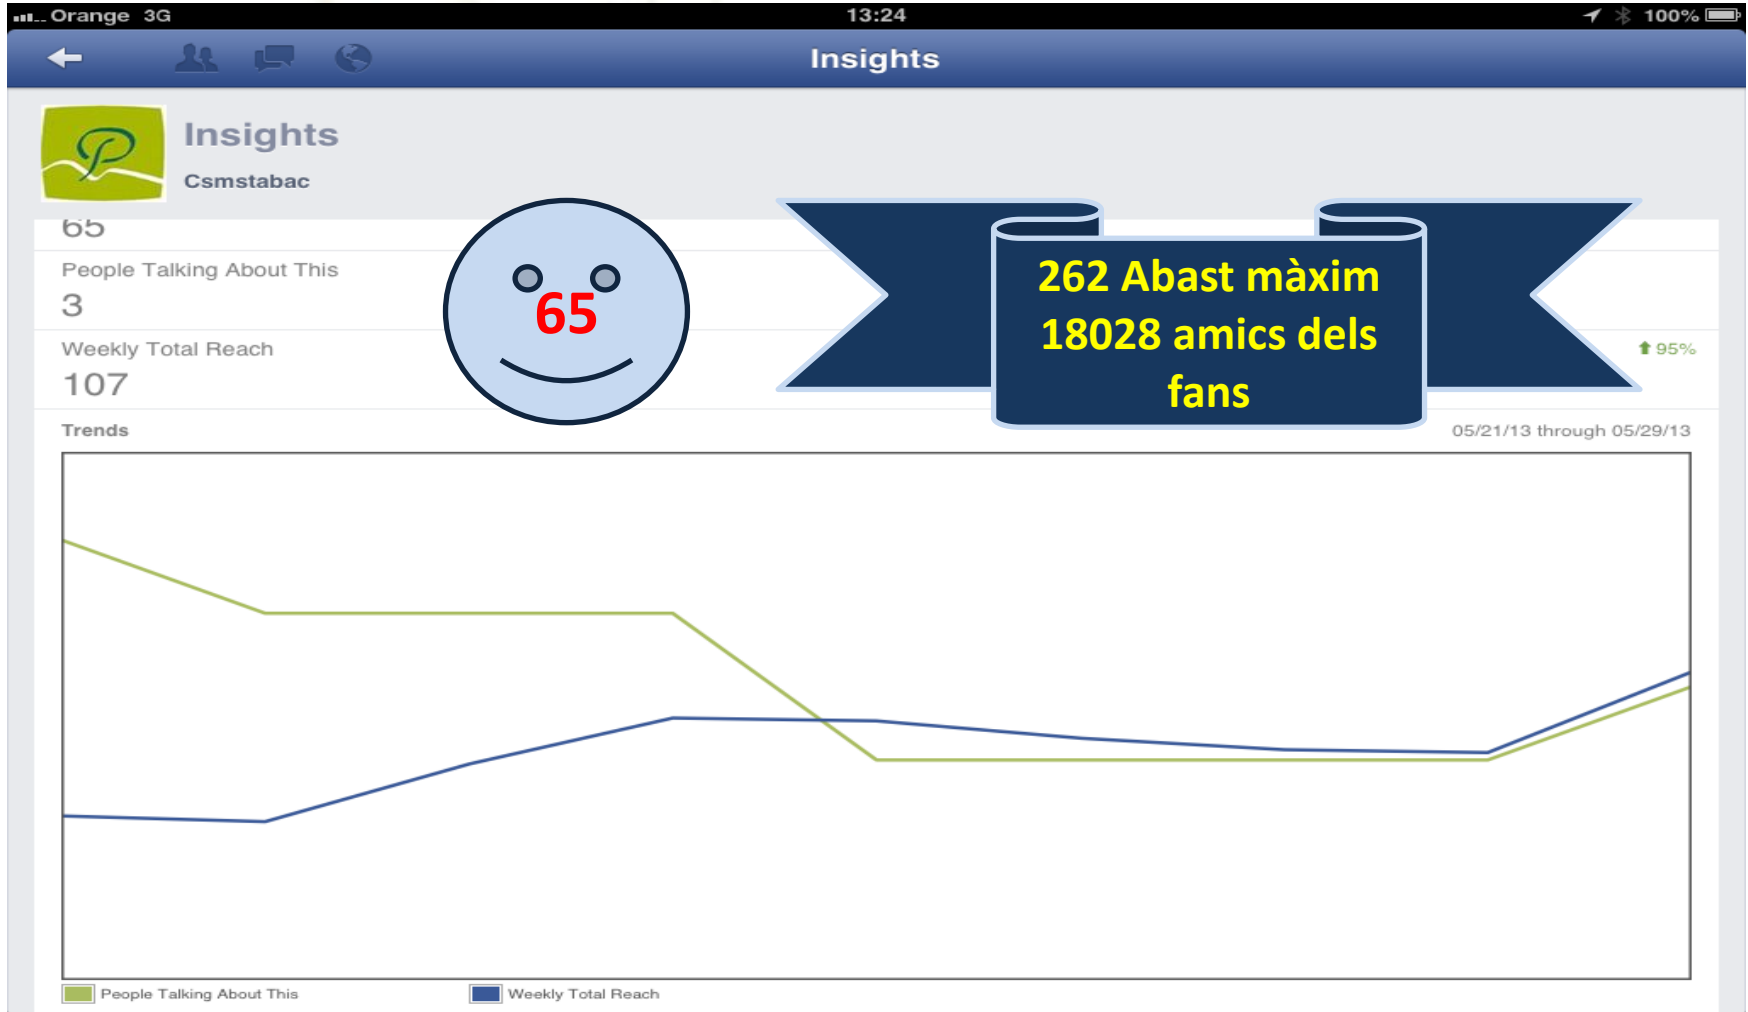 Orange 3G
13:24
100%
Insights
Insights
Csmstabac
65
People Talking About This
3
Weekly Total Reach
107
95%
65
262 Abast màxim
18028 amics dels
fans
Trends
05/21/13 through 05/29/13
People Talking About This
Weekly Total Reach